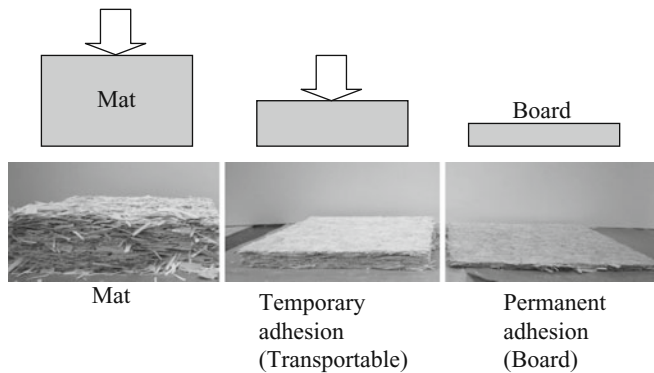 Mat
Board
Mat
Temporary
adhesion
(Transportable)
Permanent
adhesion
(Board)